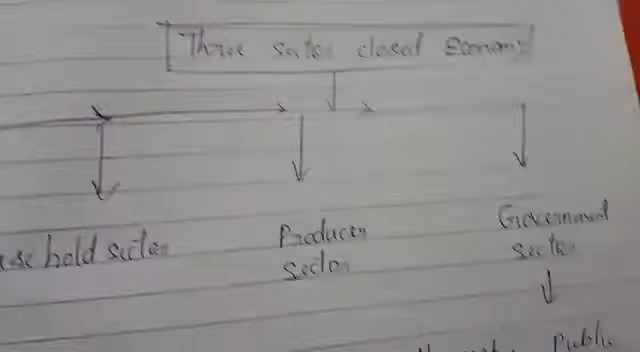 Three sector closed Economy
hold sector
Producer
sector
Government
sector
Public